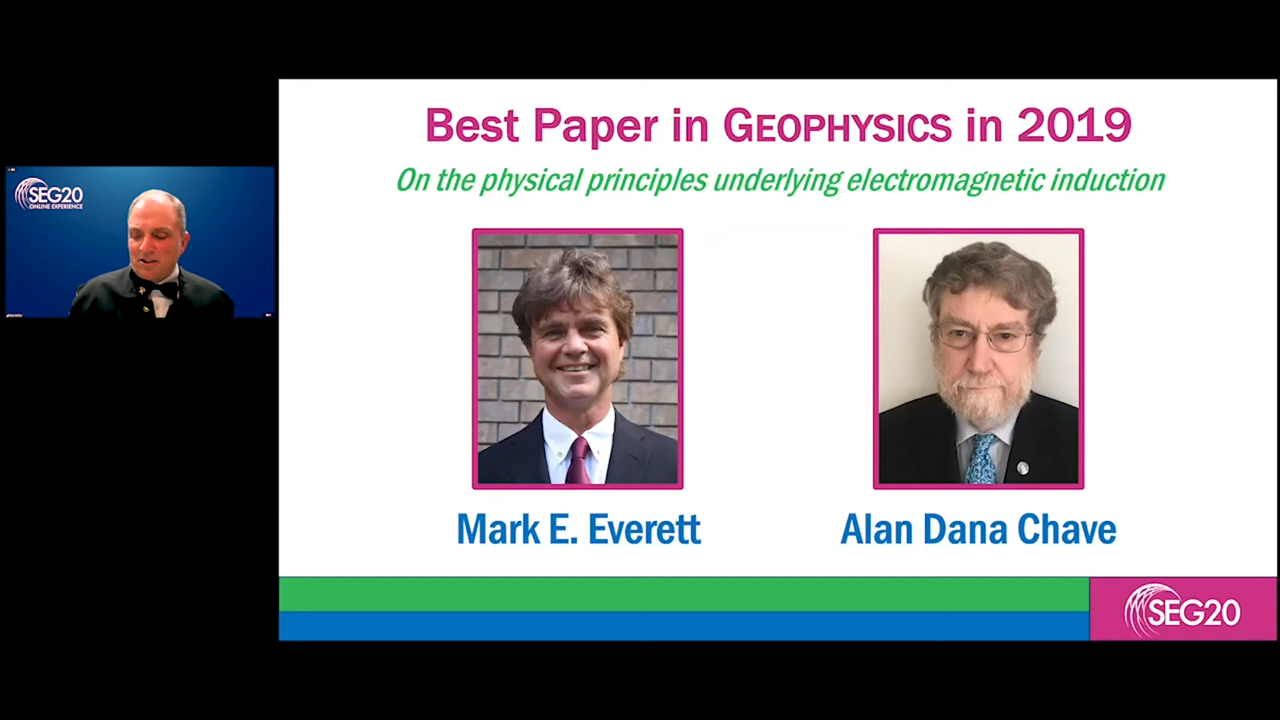 Best Paper in GEOPHYSICS in 2019
On the physical principles underlying electromagnetic induction
SEG20
ONLINE EXPERIENCE
Mark E. Everett
Alan Dana Chave
SEG20